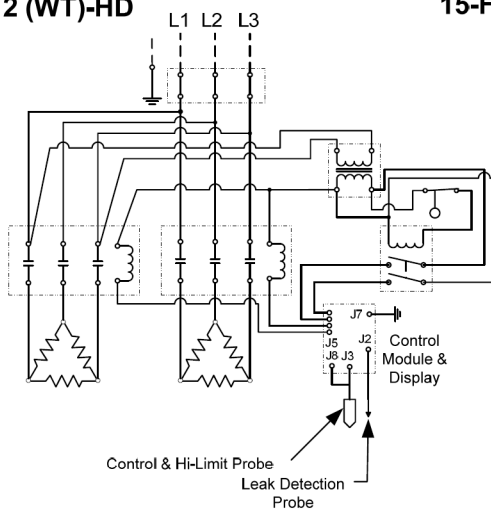 2 (WT)-HD
15-F
L1 L2 L3
J7
J5
J2
J8 J3
Control
Module &
Display
Control & Hi-Limit Probe
Leak Detection
Probe